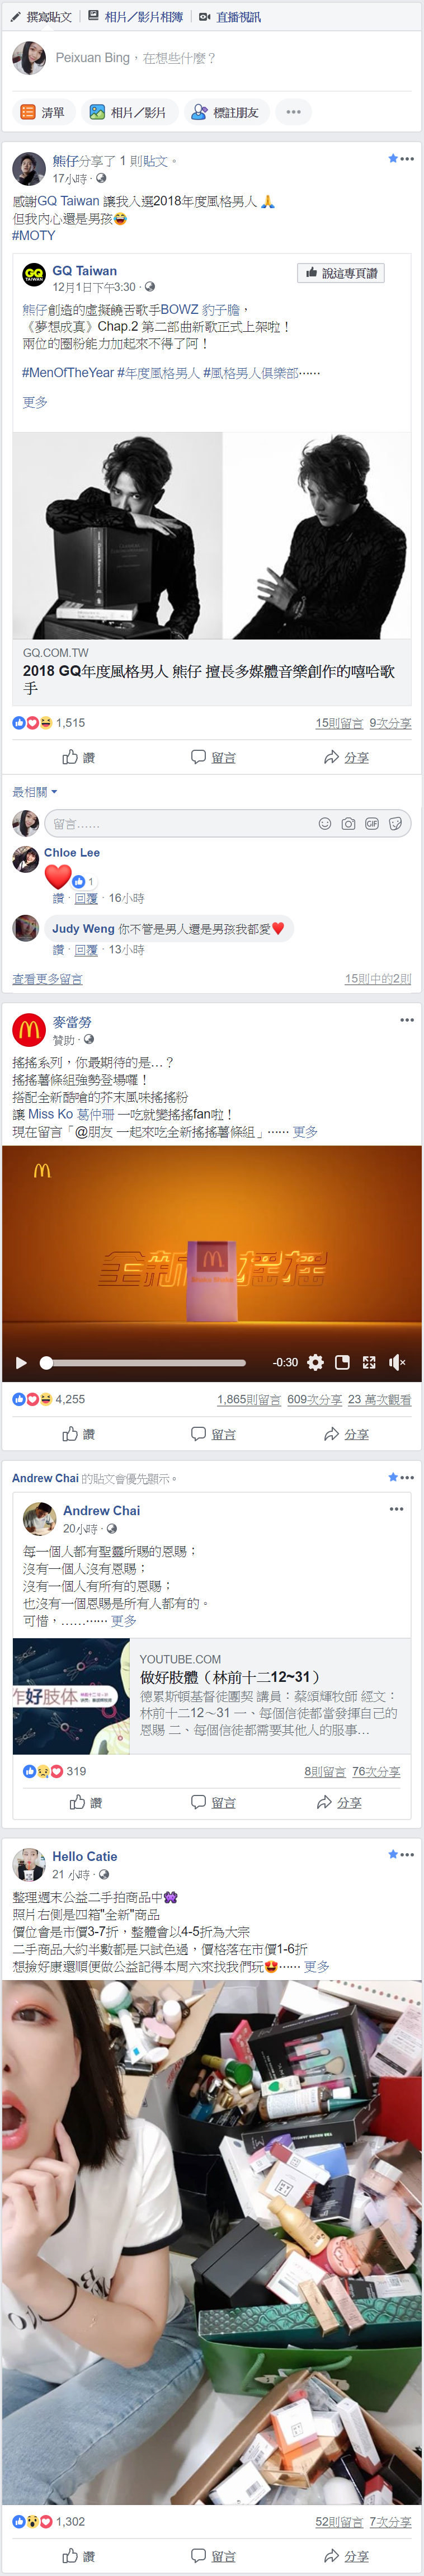 撰寫貼文 相片／影片相簿 直播視訊
Peixuan Bing，在想些什麼？
清單 相片／影片 標註朋友
熊仔分享了 1 則貼文。
17小時 ·
感謝GQ Taiwan 讓我入選2018年度風格男人 🙏
但我內心還是男孩😂
#MOTY
GQ
TAIWAN
GQ Taiwan
說這專頁讚
12月1日下午3:30 ·
熊仔創造的虛擬饒舌歌手BOWZ 豹子膽，
《夢想成真》Chap.2 第二部曲新歌正式上架啦！
兩位的圈粉能力加起來不得了阿！
#MenOfTheYear #年度風格男人 #風格男人俱樂部⋯⋯
更多
GQ.COM.TW
2018 GQ年度風格男人 熊仔 擅長多媒體音樂創作的嘻哈歌
手
1,515 15則留言 9次分享
讚 留言 分享
最相關
留言…… GIF
Chloe Lee
❤️ 1
讚 · 回覆 · 16小時
Judy Weng 你不管是男人還是男孩我都愛❤️
讚 · 回覆 · 13小時
查看更多留言 15則中的2則
麥當勞
贊助 ·
搖搖系列，你最期待的是…？
搖搖薯條組強勢登場囉！
搭配全新酷嗆的芥末風味搖搖粉
讓 Miss Ko 葛仲珊 一吃就變搖搖fan啦！
現在留言「@朋友 一起來吃全新搖搖薯條組」⋯⋯ 更多
全新 搖搖
-0:30
4,255 1,865則留言 609次分享 23 萬次觀看
讚 留言 分享
Andrew Chai 的貼文會優先顯示。
Andrew Chai
20小時 ·
每一個人都有聖靈所賜的恩賜；
沒有一個人沒有恩賜；
沒有一個人有所有的恩賜；
也沒有一個恩賜是所有人都有的。
可惜，……⋯⋯ 更多
作好肢体
YOUTUBE.COM
做好肢體（林前十二12~31）
德累斯頓基督徒團契 講員：蔡頌輝牧師 經文：
林前十二12～31 一、每個信徒都當發揮自己的
恩賜 二、每個信徒都需要其他人的服事…
319 8則留言 76次分享
讚 留言 分享
Hello Catie
21 小時 ·
整理週末公益二手拍商品中👾
照片右側是四箱"全新"商品
價位會是市價3-7折，整體會以4-5折為大宗
二手商品大約半數都是只試色過，價格落在市價1-6折
想撿好康還順便做公益記得本周六來找我們玩😍⋯⋯ 更多
1,302 52則留言 7次分享
讚 留言 分享